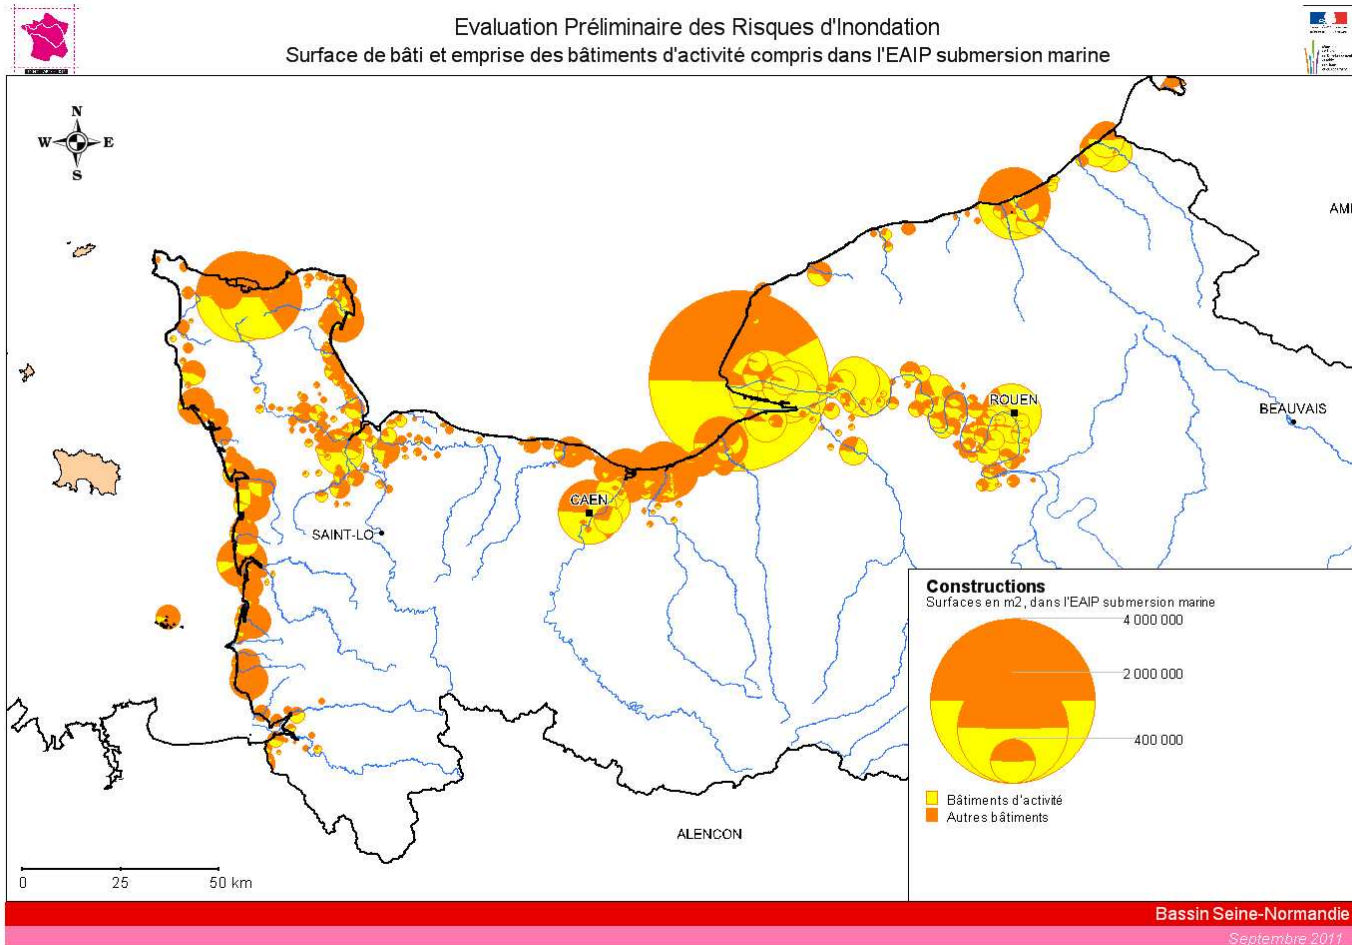 Evaluation Préliminaire des Risques d'Inondation
Surface de bâti et emprise des bâtiments d'activité compris dans l'EAIP submersion marine
N
W E
S
AMI
ROUEN
BEAUVAIS
CAEN
SAINT-LO
ALENCON
Constructions
Surfaces en m2, dans l'EAIP submersion marine
4 000 000
2 000 000
400 000
Bâtiments d'activité
Autres bâtiments
0 25 50 km
Bassin Seine-Normandie
Septembre 2011